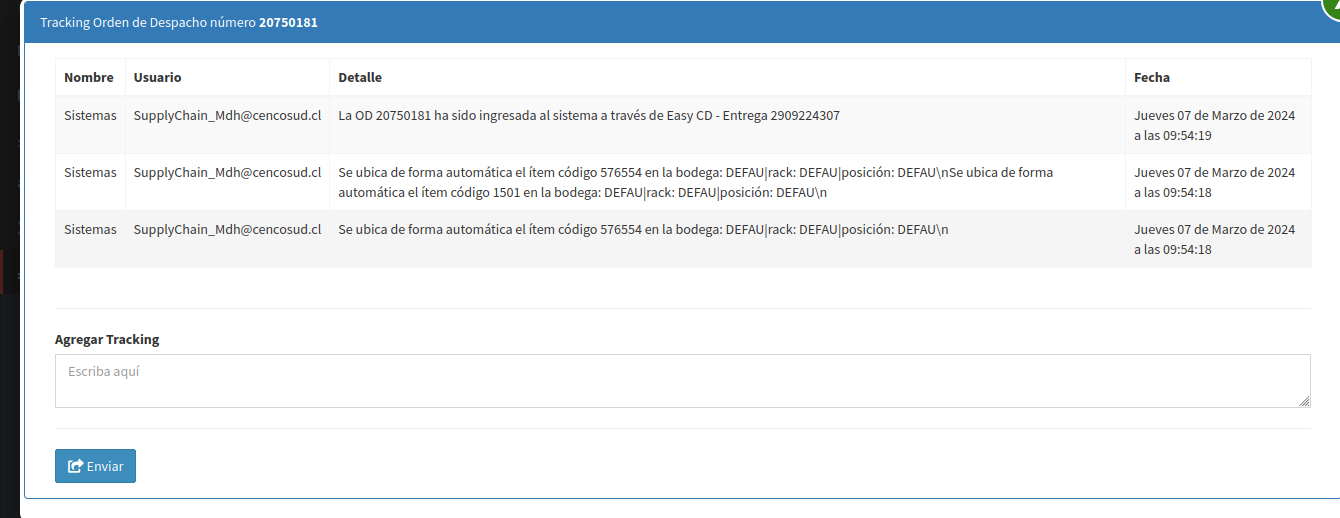 Tracking Orden de Despacho número 20750181
Nombre Usuario Detalle Fecha
Sistemas SupplyChain_Mdh@cencosud.cl La OD 20750181 ha sido ingresada al sistema a través de Easy CD - Entrega 2909224307 Jueves 07 de Marzo de 2024
a las 09:54:19
Sistemas SupplyChain_Mdh@cencosud.cl Se ubica de forma automática el ítem código 576554 en la bodega: DEFAU|rack: DEFAU|posición: DEFAU\nSe ubica de forma Jueves 07 de Marzo de 2024
automática el ítem código 1501 en la bodega: DEFAU|rack: DEFAU|posición: DEFAU\n a las 09:54:18
Sistemas SupplyChain_Mdh@cencosud.cl Se ubica de forma automática el ítem código 576554 en la bodega: DEFAU|rack: DEFAU|posición: DEFAU\n Jueves 07 de Marzo de 2024
a las 09:54:18
Agregar Tracking
Escriba aquí
Enviar